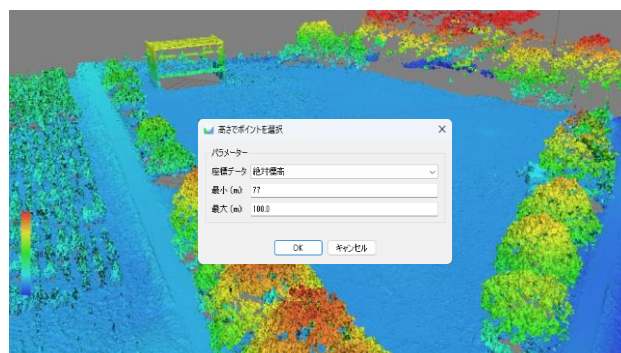 高さでポイントを選択
パラメーター
座標データ 絶対標高
最小 (m) 77
最大 (m) 100.0
OK キャンセル